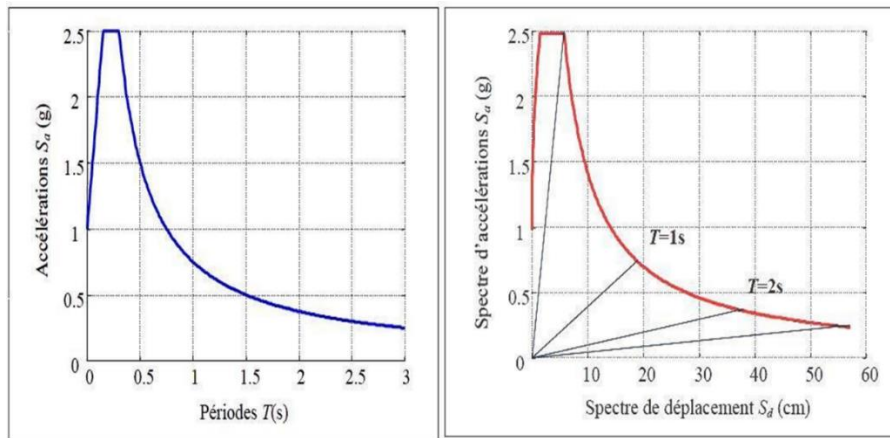 Accélérations Sa (g)
2.5
2
1.5
1
0.5
0
0 0.5 1 1.5 2 2.5 3
Périodes T(s)
Spectre d'accélérations Sa (g)
2.5
2
1.5
1
0.5
0
T=1s
T=2s
10 20 30 40 50 60
Spectre de déplacement Sd (cm)